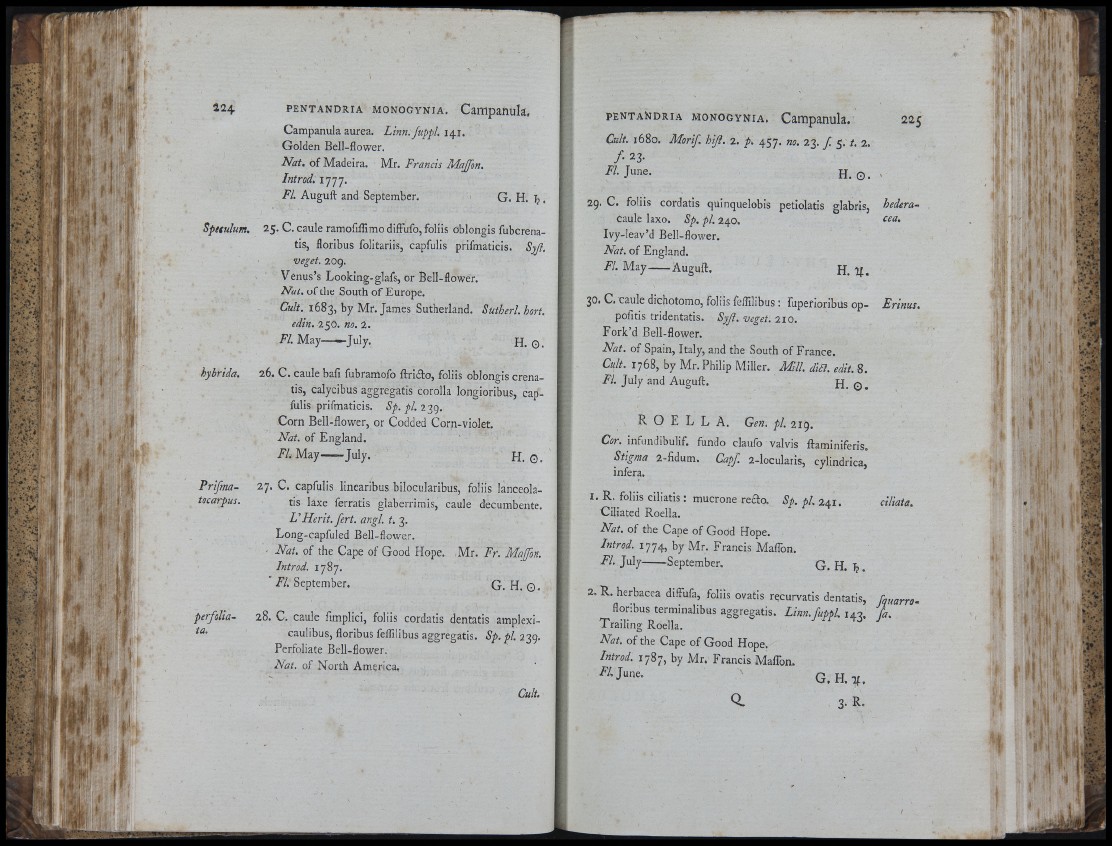 224 PENTANDRIA MONOGYNIA. Campanula.
Campanula aurea. Linn. ſuppl. 141.
Golden Bell-flower.
Nat. of Madeira. Mr. Francis Maſſon.
Introd. 1777.
Fl. Auguſt and September. G. H. ♄.
Speculum. 25. C. caule ramoſiſſimo diffuſo, foliis oblongis ſubcrena-
tis, floribus ſolitariis, capſulis priſmaticis. Syſt.
veget. 209.
Venus's Looking-glaſs, or Bell-flower.
Nat. of the South of Europe.
Cult. 1683, by Mr. James Sutherland. Sutherl. hort.
edin. 250. no. 2.
Fl. May——July. H. ☉.
hybrida. 26. C. caule baſi ſubramoſo ſtricto, foliis oblongis crena-
tis, calycibus aggregatis corolla longioribus, cap-
ſulis priſmaticis. Sp. pl. 239.
Corn Bell-flower, or Codded Corn-violet.
Nat. of England.
Fl. May——July. H. ☉.
Priſma- 27. C. capſulis linearibus bilocularibus, foliis lanceola-
tocarpus. tis laxe ſerratis glaberrimis, caule decumbente.
L'Herit. ſert. angl. t. 3.
Long-capſuled Bell-flower.
Nat. of the Cape of Good Hope. Mr. Fr. Maſſon.
Introd. 1787.
Fl. September. G. H. ☉.
perfolia- 28. C. caule ſimplici, foliis cordatis dentatis amplexi-
ta. caulibus, floribus ſeſſilibus aggregatis. Sp. pl. 239.
Perfoliate Bell-flower.
Nat. of North America.
Cult.
PENTANDRIA MONOGYNIA. Campanula. 225
Cult. 1680. Moriſ. hiſt. 2. p. 457. no. 23. ſ. 5. t. 2.
f. 23.
Fl. June. H. ☉.
29. C. foliis cordatis quinquelobis petiolatis glabris, hedera-
caule laxo. Sp. pl. 240. cea.
Ivy-leav'd Bell-flower.
Nat. of England.
Fl. May——Auguſt. H. ♃.
30. C. caule dichotomo, foliis ſeſſilibus: ſuperioribus op- Erinus.
poſitis tridentatis. Syſt. veget. 210.
Fork'd Bell-flower.
Nat. of Spain, Italy, and the South of France.
Cult. 1768, by Mr. Philip Miller. Mill. dict. edit. 8.
Fl. July and Auguſt. H. ☉.
ROELLA. Gen. pl. 219.
Cor. infundibulif. fundo clauſo valvis ſtaminiferis.
Stigma 2-fidum. Capſ. 2-locularis, cylindrica,
infera.
1. R. foliis ciliatis: mucrone recto. Sp. pl. 241. ciliata.
Ciliated Roella.
Nat. of the Cape of Good Hope.
Introd. 1774, by Mr. Francis Maſſon.
Fl. July——September. G. H. ♄.
2. R. herbacea diffuſa, foliis ovatis recurvatis dentatis, ſquarro-
floribus terminalibus aggregatis. Linn. ſuppl. 143. ſa.
Trailing Roella.
Nat. of the Cape of Good Hope.
Introd. 1787, by Mr. Francis Maſſon.
Fl. June. G. H. ♃.
Q 3. R.